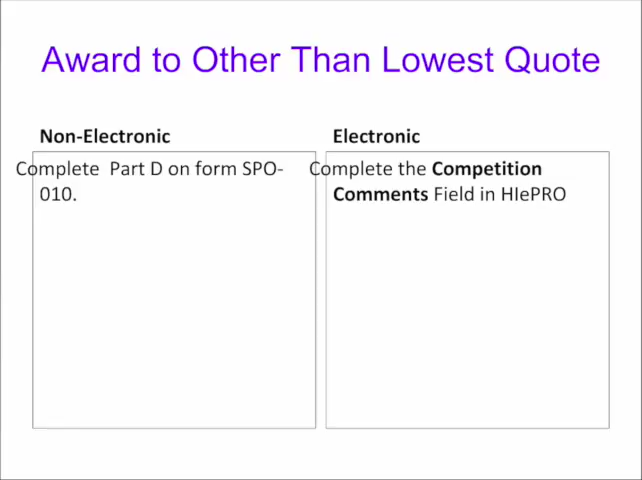 Award to Other Than Lowest Quote
Non-Electronic
Complete  Part D on form SPO-
010.
Electronic
Complete the Competition
Comments Field in HIePRO